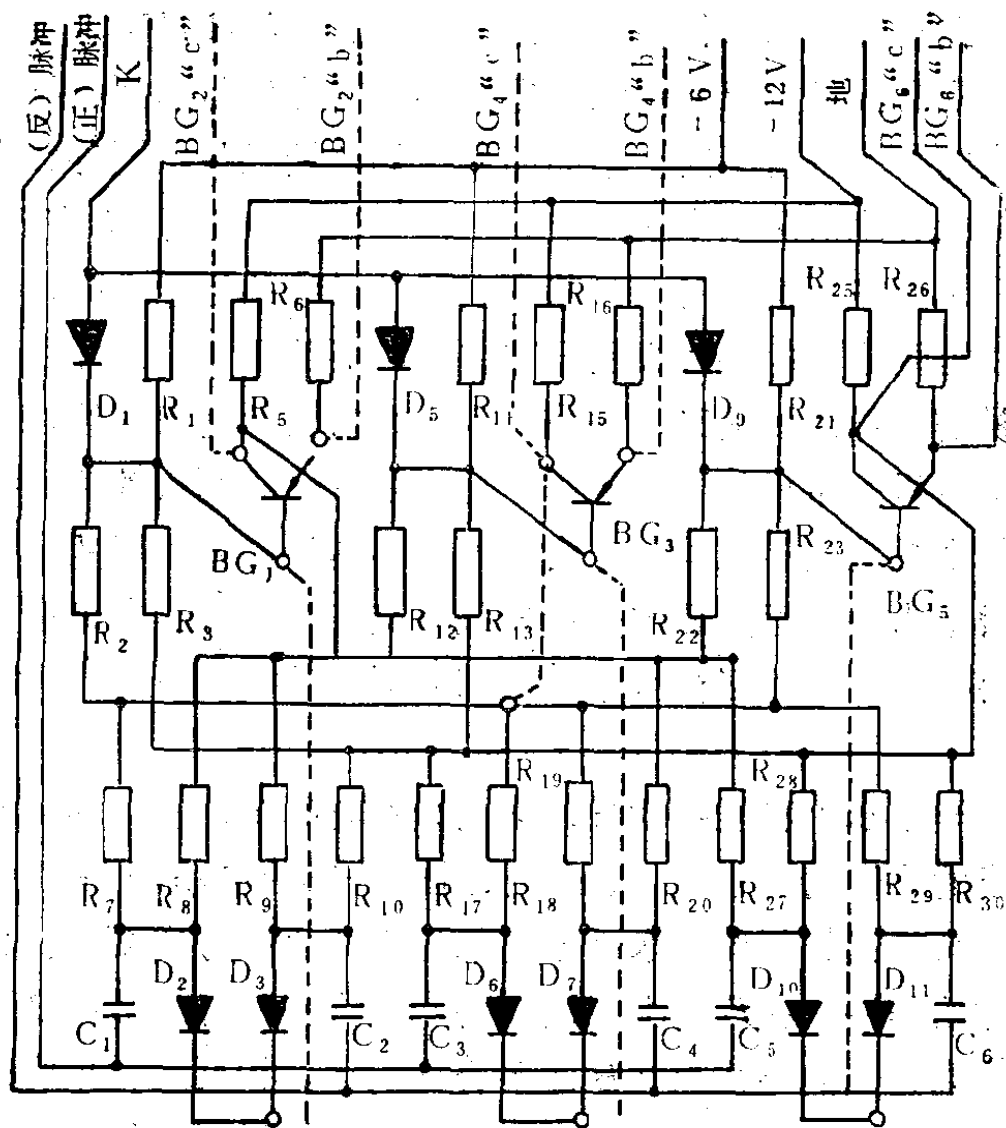 (反)脉冲
(正)脉冲
K
BG₂“c”
BG₂“b”
BG₄“c”
BG₄“b”
-6V.
-12V
地
BG₆“c”
BG₆“b”
R₆
R₁₆
R₂₅
R₂₆
D₁
R₁
R₅
D₅
R₁₁
R₁₅
D₉
R₂₁
BG₁
BG₃
R₂₃
BG₅
R₂
R₃
R₁₂
R₁₃
R₂₂
R₁₉
R₂₈
R₇
R₈
R₉
R₁₀
R₁₇
R₁₈
R₂₀
R₂₇
R₂₉
R₃₀
D₂
D₃
D₆
D₇
D₁₀
D₁₁
C₁
C₂
C₃
C₄
C₅
C₆